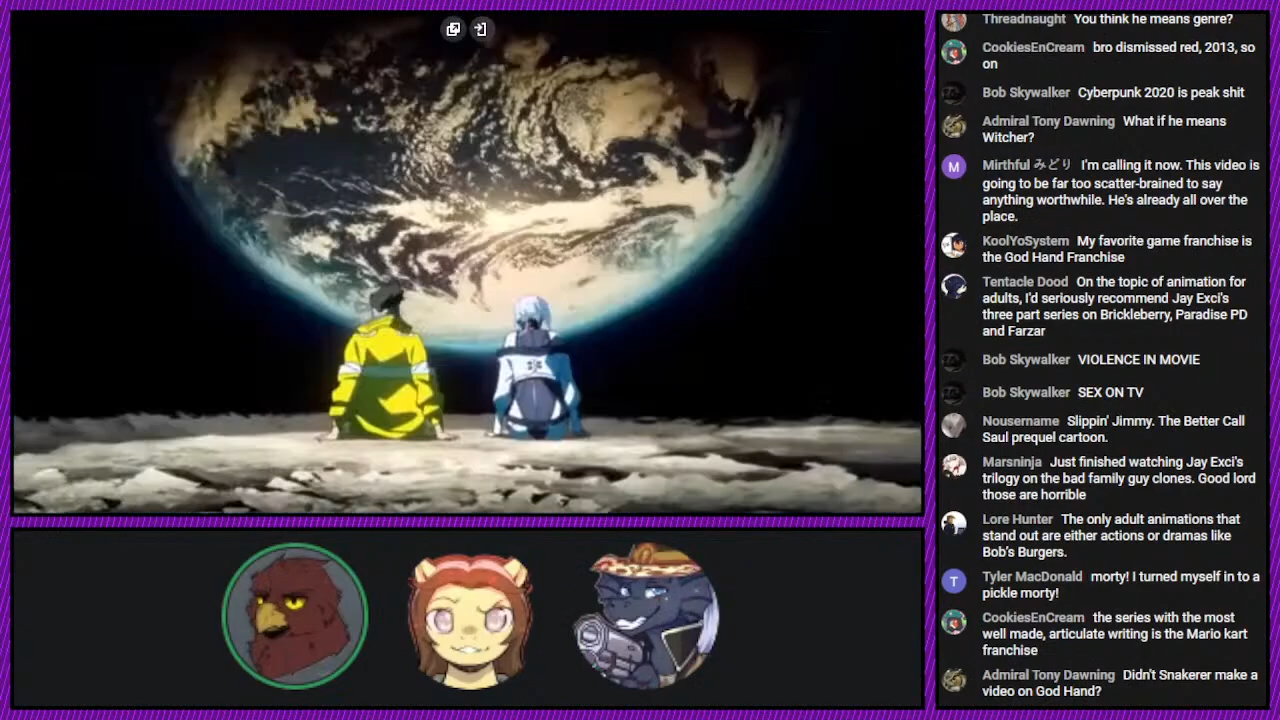 Threadnaught You think he means genre?
CookiesEnCream bro dismissed red, 2013, so
on
Bob Skywalker Cyberpunk 2020 is peak shit
Admiral Tony Dawning What if he means
Witcher?
M
Mirthful みどり I'm calling it now. This video is
going to be far too scatter-brained to say
anything worthwhile. He's already all over the
place.
KoolYoSystem My favorite game franchise is
the God Hand Franchise
Tentacle Dood On the topic of animation for
adults, I'd seriously recommend Jay Exci's
three part series on Brickleberry, Paradise PD
and Farzar
Bob Skywalker VIOLENCE IN MOVIE
Bob Skywalker SEX ON TV
Nousername Slippin' Jimmy. The Better Call
Saul prequel cartoon.
Marsninja Just finished watching Jay Exci's
trilogy on the bad family guy clones. Good lord
those are horrible
Lore Hunter The only adult animations that
stand out are either actions or dramas like
Bob's Burgers.
T
Tyler MacDonald morty! I turned myself in to a
pickle morty!
CookiesEnCream the series with the most
well made, articulate writing is the Mario kart
franchise
Admiral Tony Dawning Didn't Snakerer make a
video on God Hand?